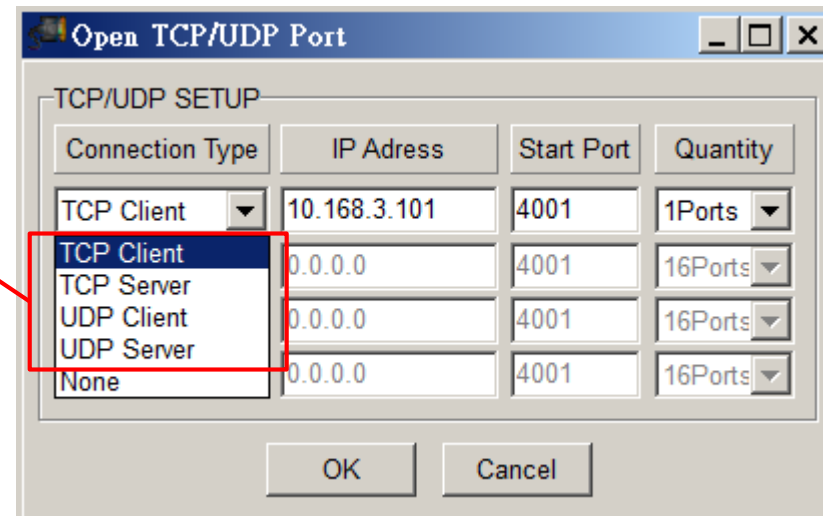 Open TCP/UDP Port
TCP/UDP SETUP
Connection Type IP Adress Start Port Quantity
TCP Client 10.168.3.101 4001 1Ports
TCP Client
TCP Server 0.0.0.0 4001 16Ports
UDP Client 0.0.0.0 4001 16Ports
UDP Server
None 0.0.0.0 4001 16Ports
OK Cancel